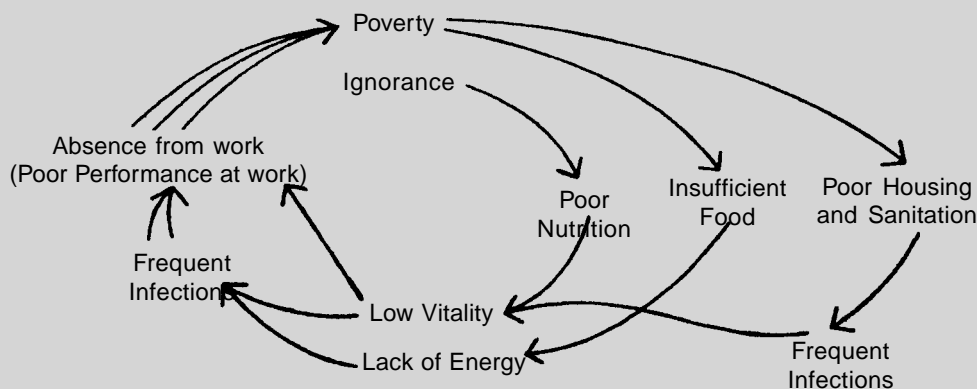 Poverty
Ignorance
Absence from work
(Poor Performance at work)
Poor
Nutrition
Insufficient
Food
Poor Housing
and Sanitation
Frequent
Infections
Low Vitality
Lack of Energy
Frequent
Infections